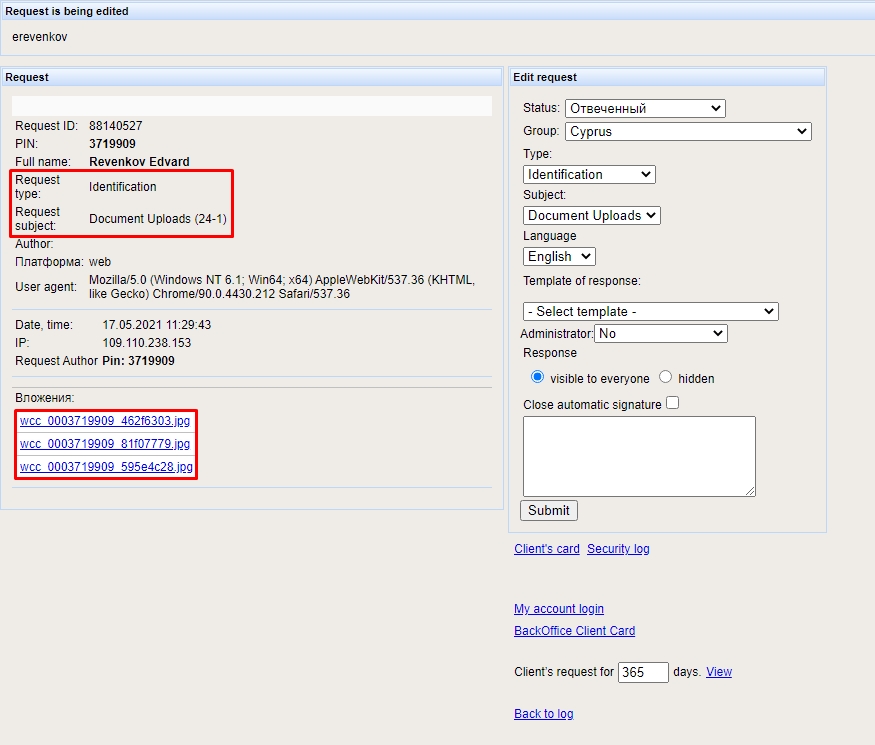 Request is being edited
erevenkov
Request
Request ID: 88140527
PIN: 3719909
Full name: Revenkov Edvard
Request type: Identification
Request subject: Document Uploads (24-1)
Author:
Платформа: web
User agent: Mozilla/5.0 (Windows NT 6.1; Win64; x64) AppleWebKit/537.36 (KHTML,
like Gecko) Chrome/90.0.4430.212 Safari/537.36
Date, time: 17.05.2021 11:29:43
IP: 109.110.238.153
Request Author Pin: 3719909
Вложения:
wcc_0003719909_462f6303.jpg
wcc_0003719909_81f07779.jpg
wcc_0003719909_595e4c28.jpg
Edit request
Status: Отвеченный
Group: Cyprus
Type:
Identification
Subject:
Document Uploads
Language
English
Template of response:
- Select template -
Administrator: No
Response
visible to everyone hidden
Close automatic signature
Submit
Client's card Security log
My account login
BackOffice Client Card
Client's request for 365 days. View
Back to log